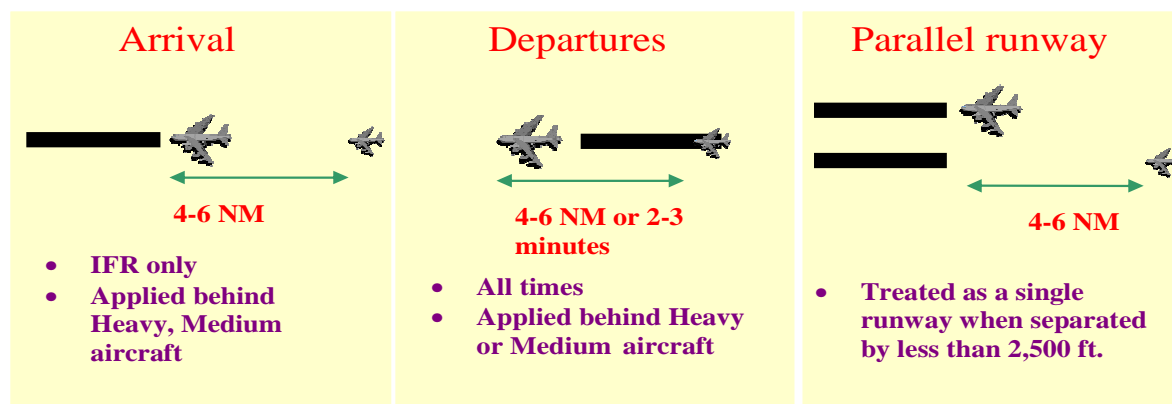 Arrival
4-6 NM
• IFR only
• Applied behind
Heavy, Medium
aircraft
Departures
4-6 NM or 2-3
minutes
• All times
• Applied behind Heavy
or Medium aircraft
Parallel runway
4-6 NM
• Treated as a single
runway when separated
by less than 2,500 ft.